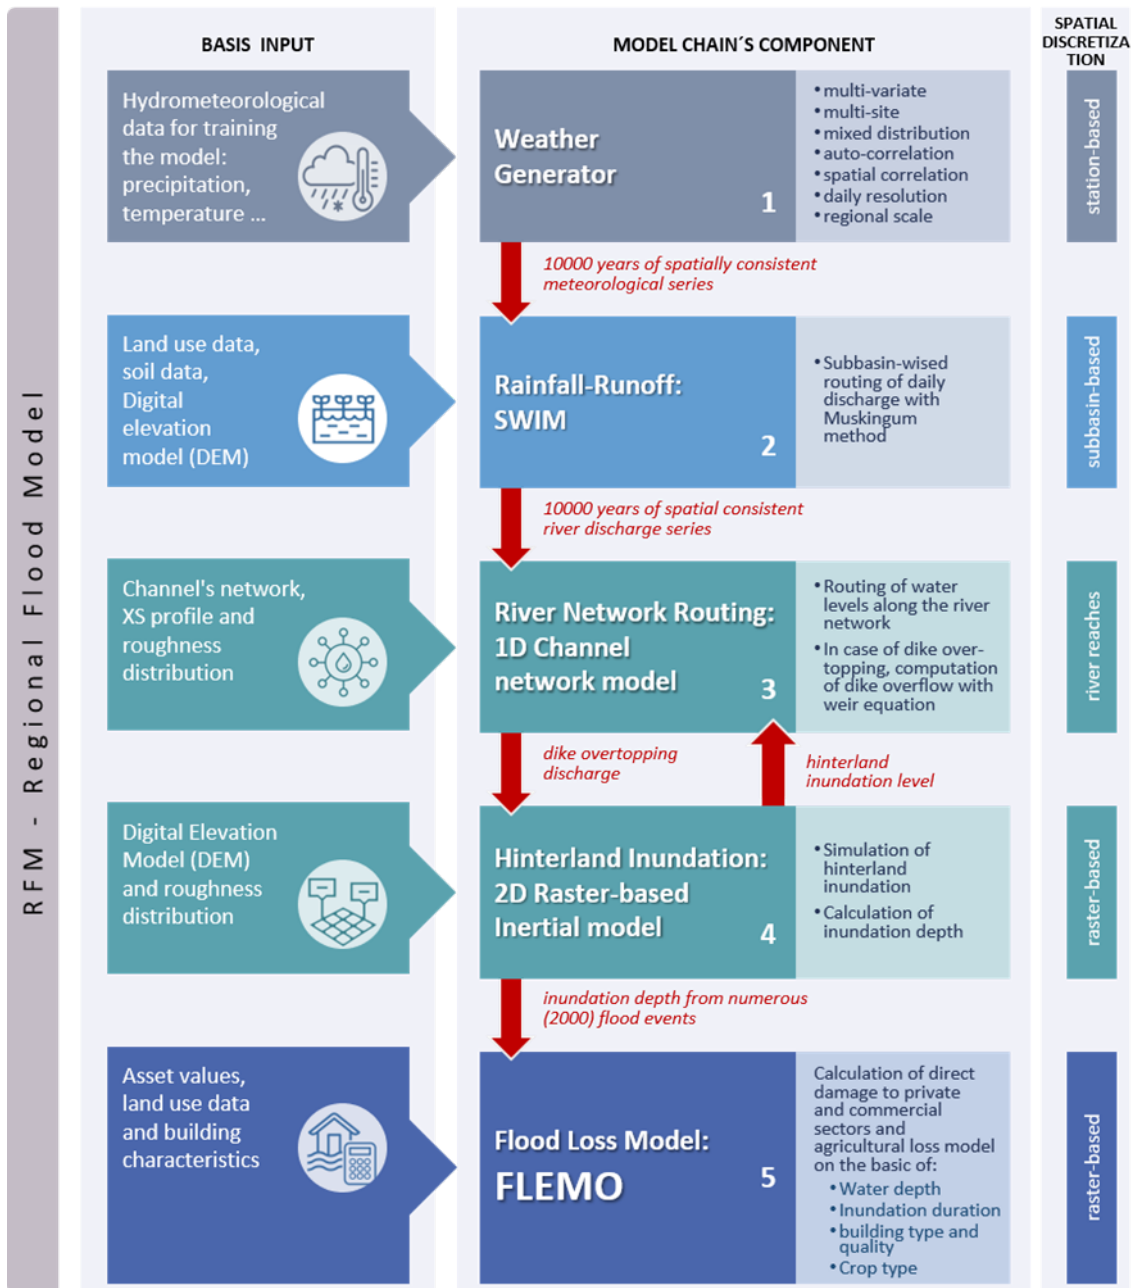 RFM - Regional Flood Model
BASIS INPUT
MODEL CHAIN´S COMPONENT
SPATIAL
DISCRETIZA
TION
Hydrometeorological
data for training
the model:
precipitation,
temperature ...
Weather
Generator
1
• multi-variate
• multi-site
• mixed distribution
• auto-correlation
• spatial correlation
• daily resolution
• regional scale
station-based
10000 years of spatially consistent
meteorological series
Land use data,
soil data,
Digital
elevation
model (DEM)
Rainfall-Runoff:
SWIM
2
• Subbasin-wised
routing of daily
discharge with
Muskingum
method
subbasin-based
10000 years of spatial consistent
river discharge series
Channel's network,
XS profile and
roughness
distribution
River Network Routing:
1D Channel
network model
3
• Routing of water
levels along the river
network
• In case of dike over-
topping, computation
of dike overflow with
weir equation
river reaches
dike overtopping
discharge
hinterland
inundation level
Digital Elevation
Model (DEM)
and roughness
distribution
Hinterland Inundation:
2D Raster-based
Inertial model
4
• Simulation of
hinterland
inundation
• Calculation of
inundation depth
raster-based
inundation depth from numerous
(2000) flood events
Asset values,
land use data
and building
characteristics
Flood Loss Model:
FLEMO
5
Calculation of direct
damage to private
and commercial
sectors and
agricultural loss model
on the basic of:
• Water depth
• Inundation duration
• building type and
quality
• Crop type
raster-based